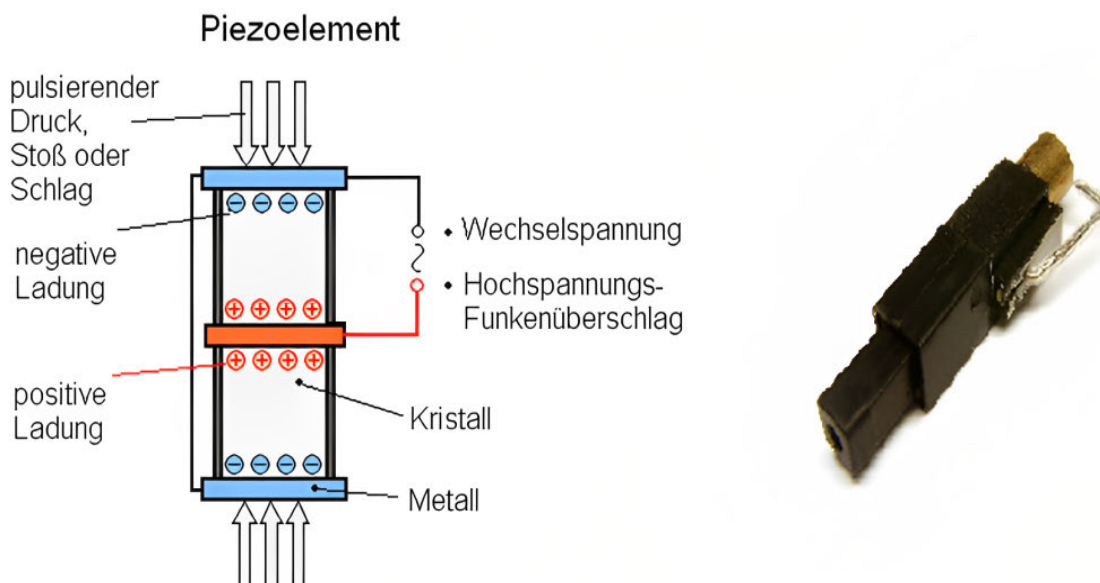 Piezoelement
pulsierender
Druck,
Stoß oder
Schlag
negative
Ladung
positive
Ladung
• Wechselspannung
• Hochspannungs-
Funkenüberschlag
Kristall
Metall